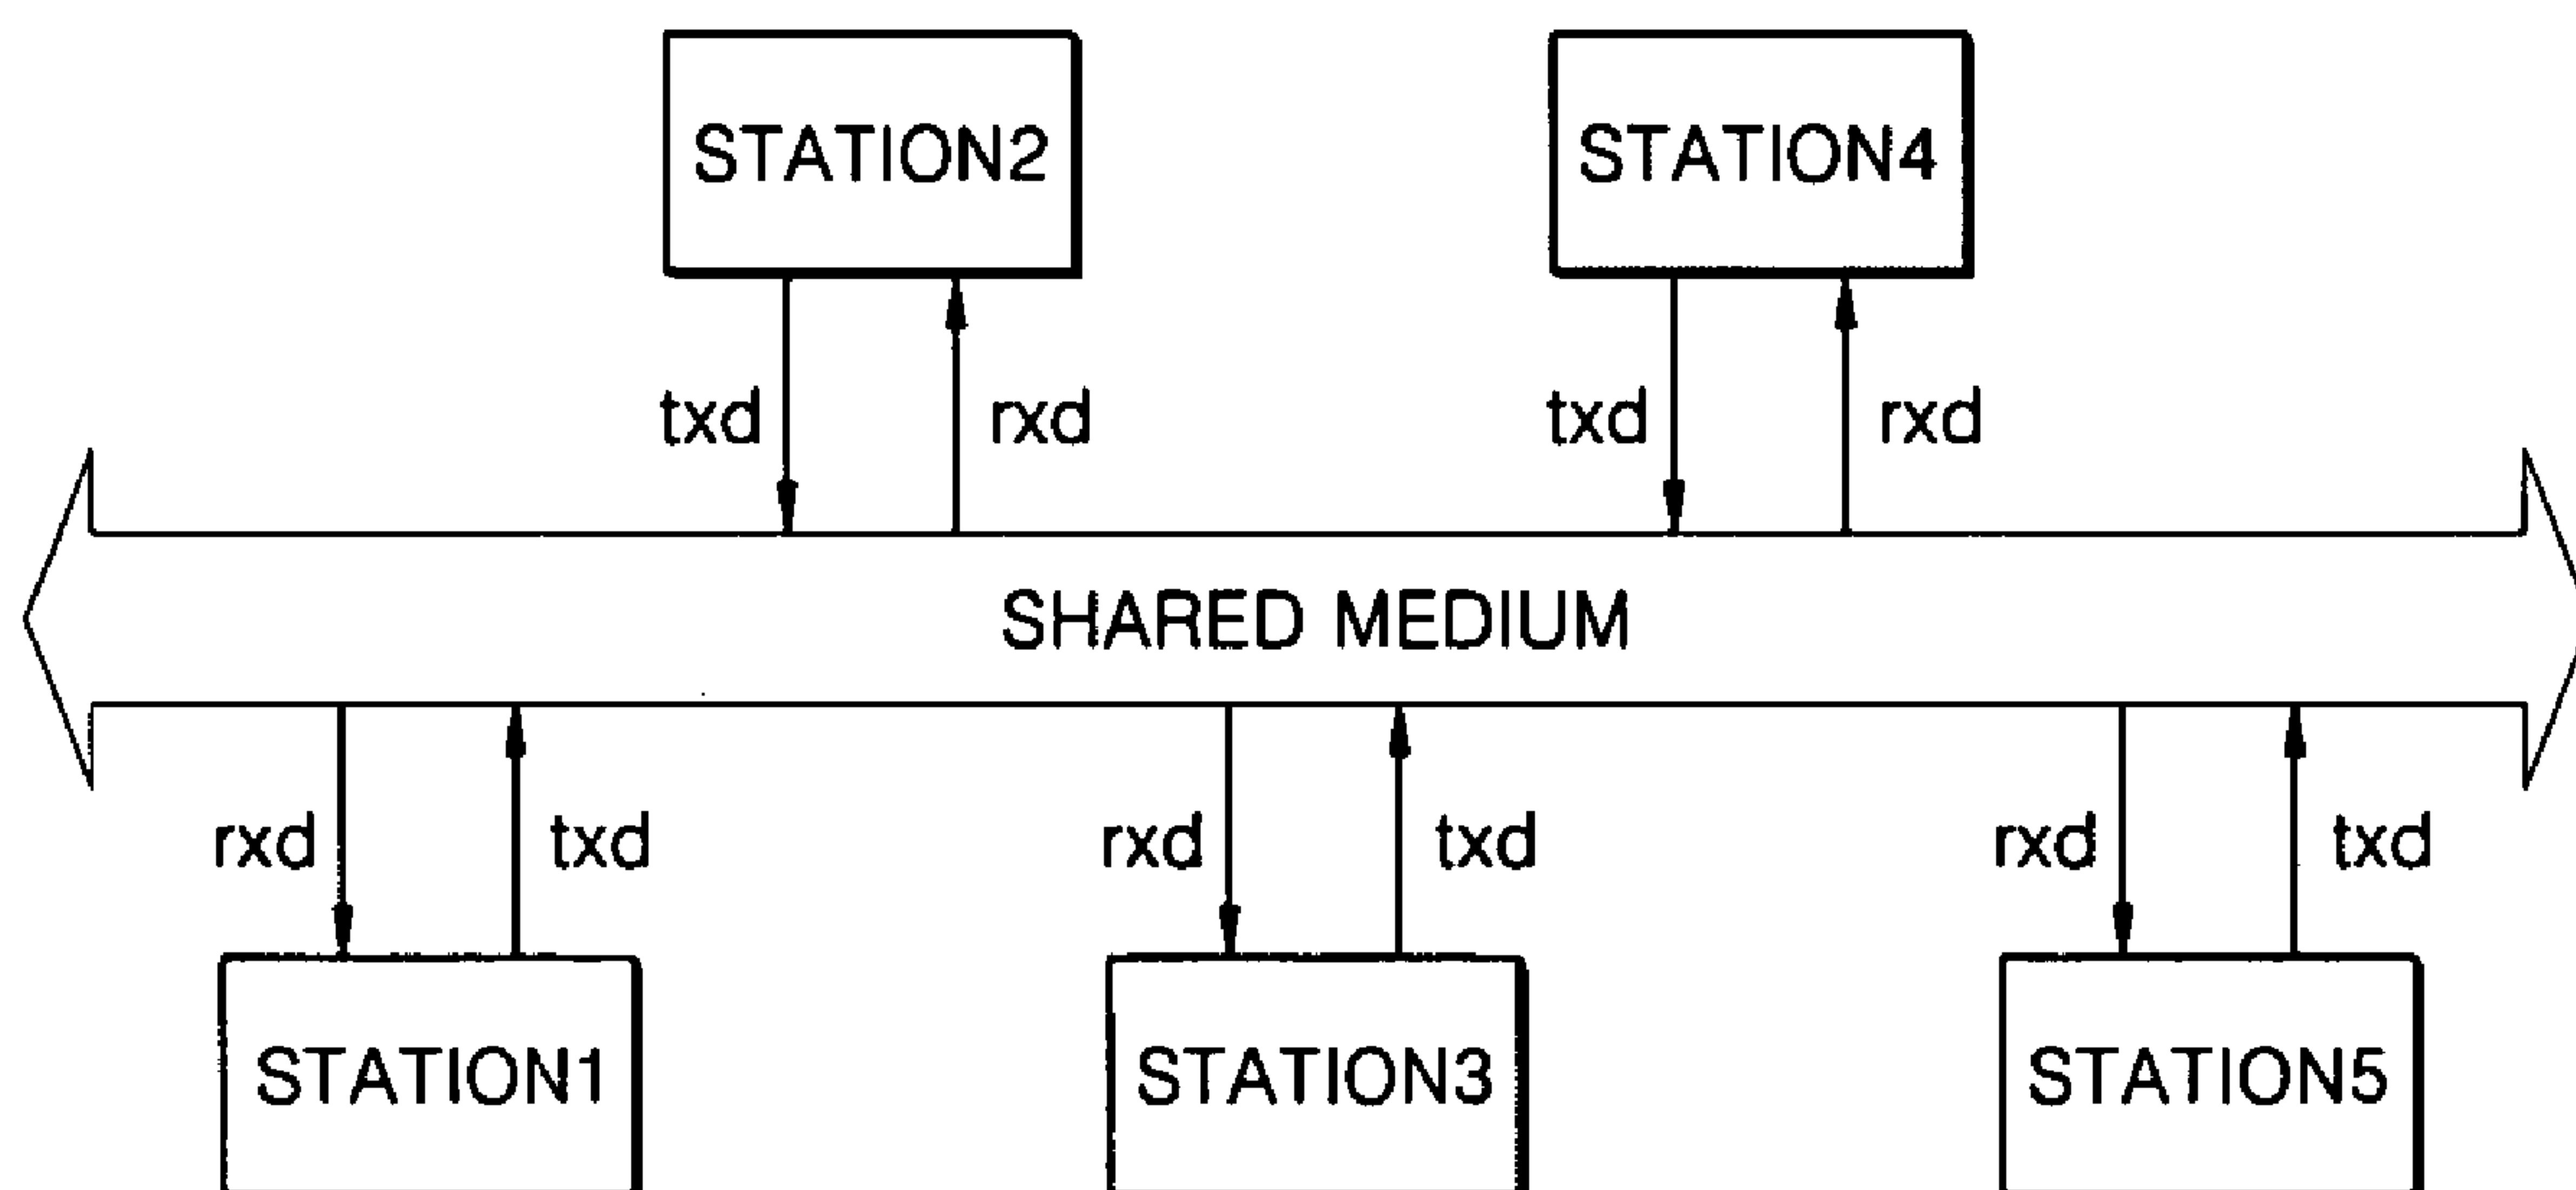 STATION2
STATION4
txd
rxd
txd
rxd
SHARED MEDIUM
rxd
txd
rxd
txd
rxd
txd
STATION1
STATION3
STATION5